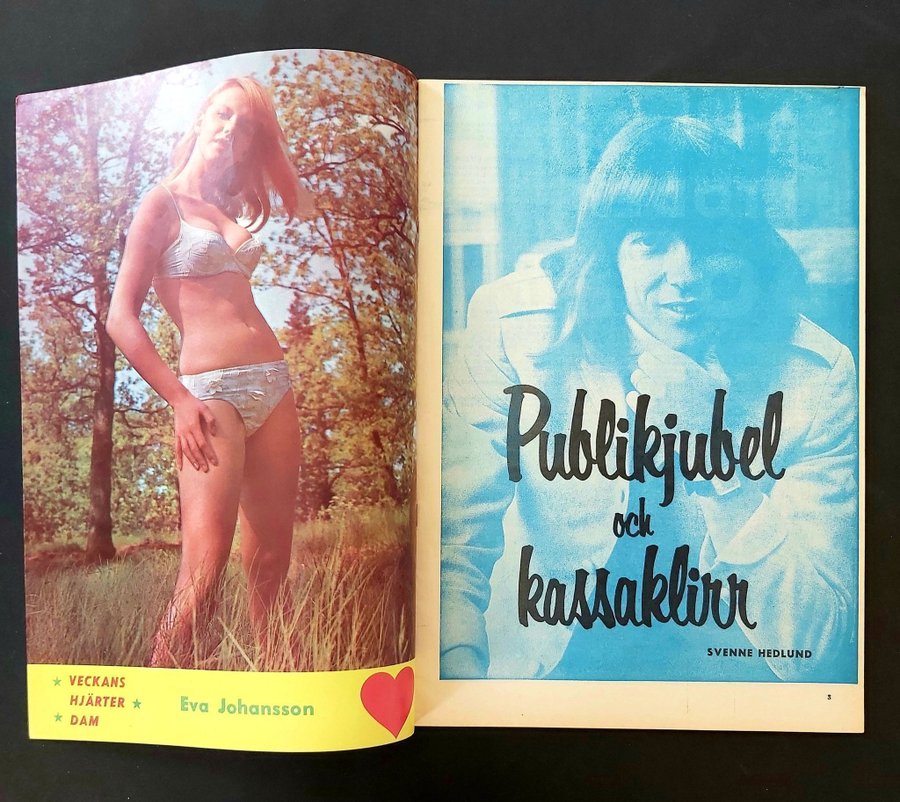 VECKANS
HJÄRTER
DAM
Eva Johansson
Publikjubel
och
kassaklirr
SVENNE HEDLUND
3